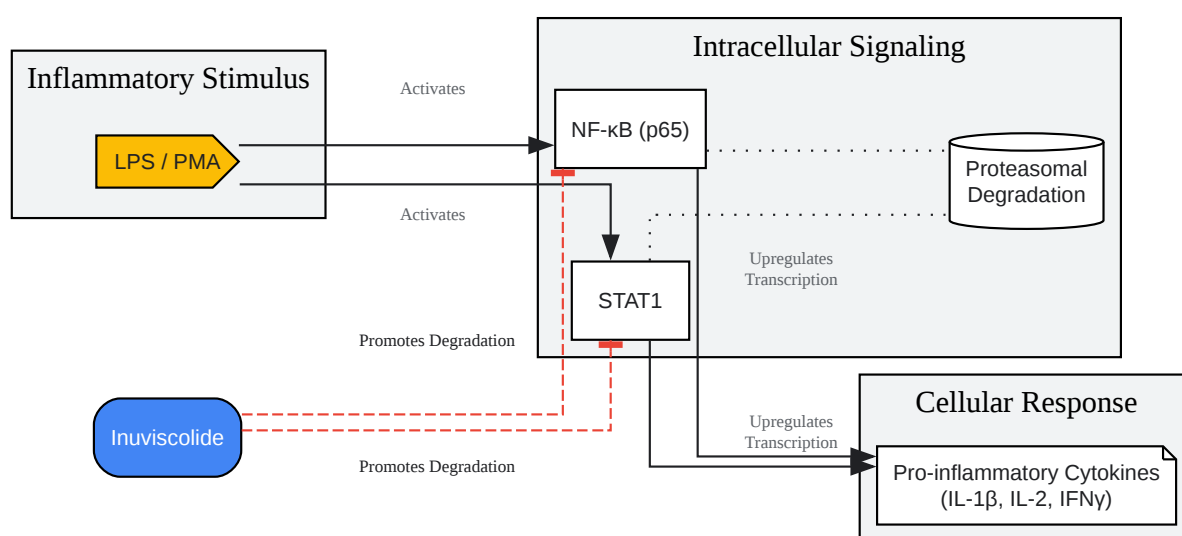 Intracellular Signaling
Inflammatory Stimulus
Activates
NF-κB (p65)
LPS / PMA
Proteasomal
Degradation
Activates
Upregulates
Transcription
STAT1
Promotes Degradation
Cellular Response
Inuviscolide
Upregulates
Transcription
Promotes Degradation
Pro-inflammatory Cytokines
(IL-1β, IL-2, IFNγ)